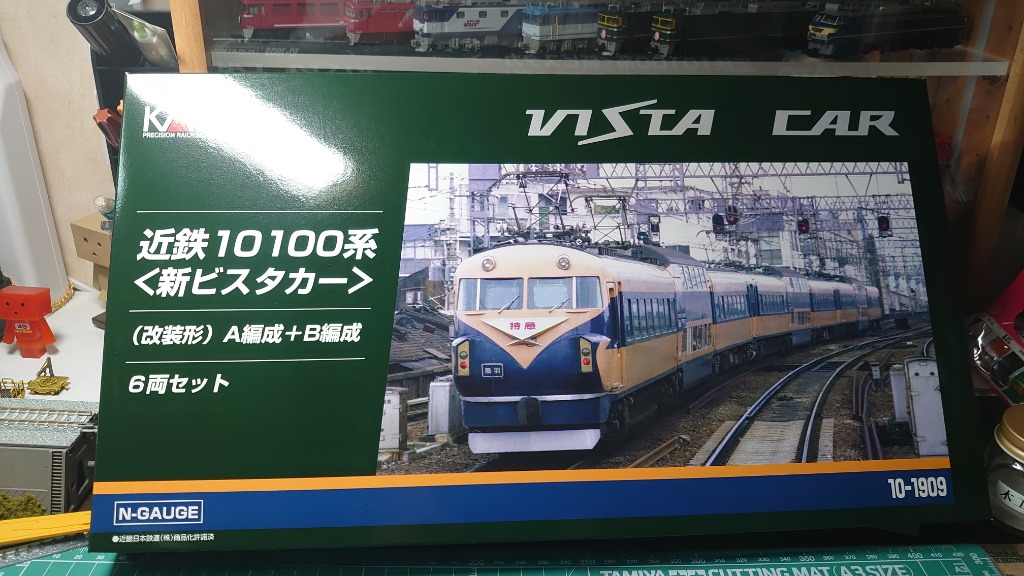 VISTA CAR
PRECISION RAILROAD
近鉄10100系
<新ビスタカー>
(改装形) A編成+B編成
6両セット
特急
10-1909
N-GAUGE
●近畿日本鉄道(株)商品化許諾済
TAMIYA CUTTING MAT (A3 SIZE)